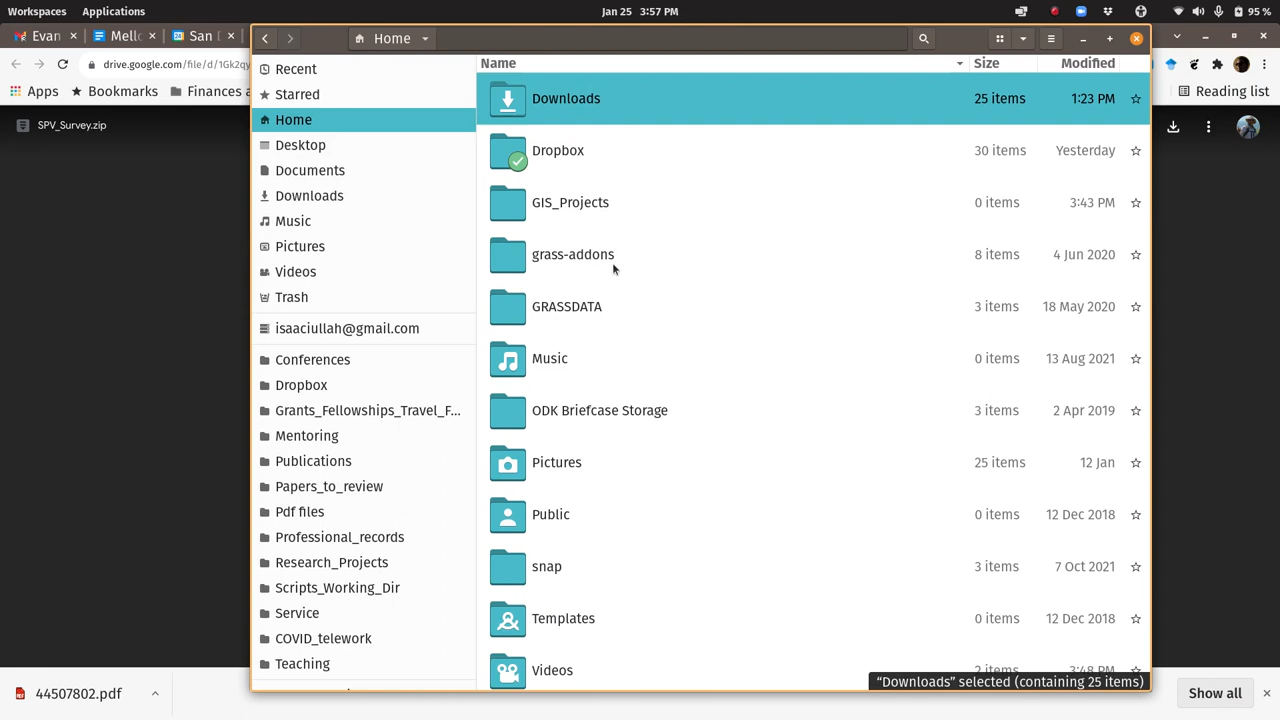 Workspaces Applications Jan 25 3:57 PM 95 %
Evan Mello San D
drive.google.com/file/d/1Gk2qy
Apps Bookmarks Finances a Reading list
SPV_Survey.zip
Home
Recent
Starred
Home
Desktop
Documents
Downloads
Music
Pictures
Videos
Trash
isaaciullah@gmail.com
Conferences
Dropbox
Grants_Fellowships_Travel_F...
Mentoring
Publications
Papers_to_review
Pdf files
Professional_records
Research_Projects
Scripts_Working_Dir
Service
COVID_telework
Teaching
Name Size Modified
Downloads 25 items 1:23 PM
Dropbox 30 items Yesterday
GIS_Projects 0 items 3:43 PM
grass-addons 8 items 4 Jun 2020
GRASSDATA 3 items 18 May 2020
Music 0 items 13 Aug 2021
ODK Briefcase Storage 3 items 2 Apr 2019
Pictures 25 items 12 Jan
Public 0 items 12 Dec 2018
snap 3 items 7 Oct 2021
Templates 0 items 12 Dec 2018
Videos 2 items 3:48 PM
“Downloads” selected (containing 25 items)
44507802.pdf Show all